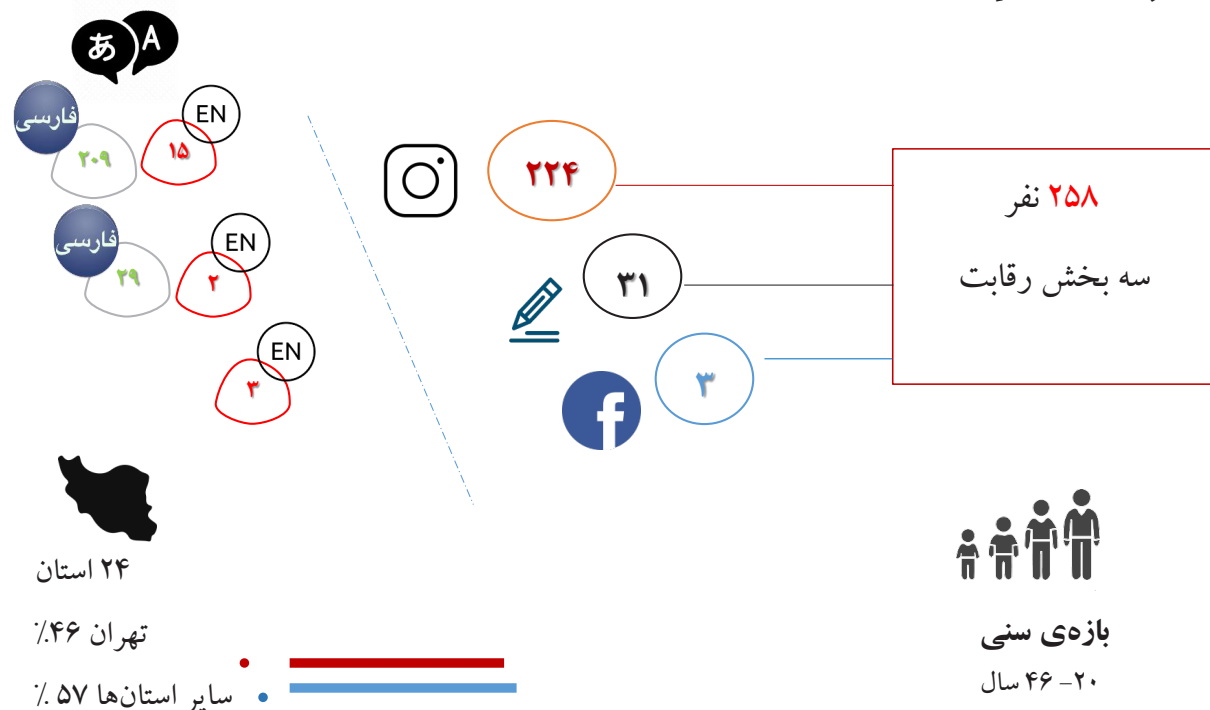 ۲۵۸ نفر
سه بخش رقابت
۲۲۴
۳۱
۳
あ A
فارسی
۲۰۹
EN
۱۵
فارسی
۲۹
EN
۲
EN
۳
بازه‌ی سنی
۲۰– ۴۶ سال
۲۴ استان
تهران ۴۶٪
سایر استان‌ها ۵۷ ٪